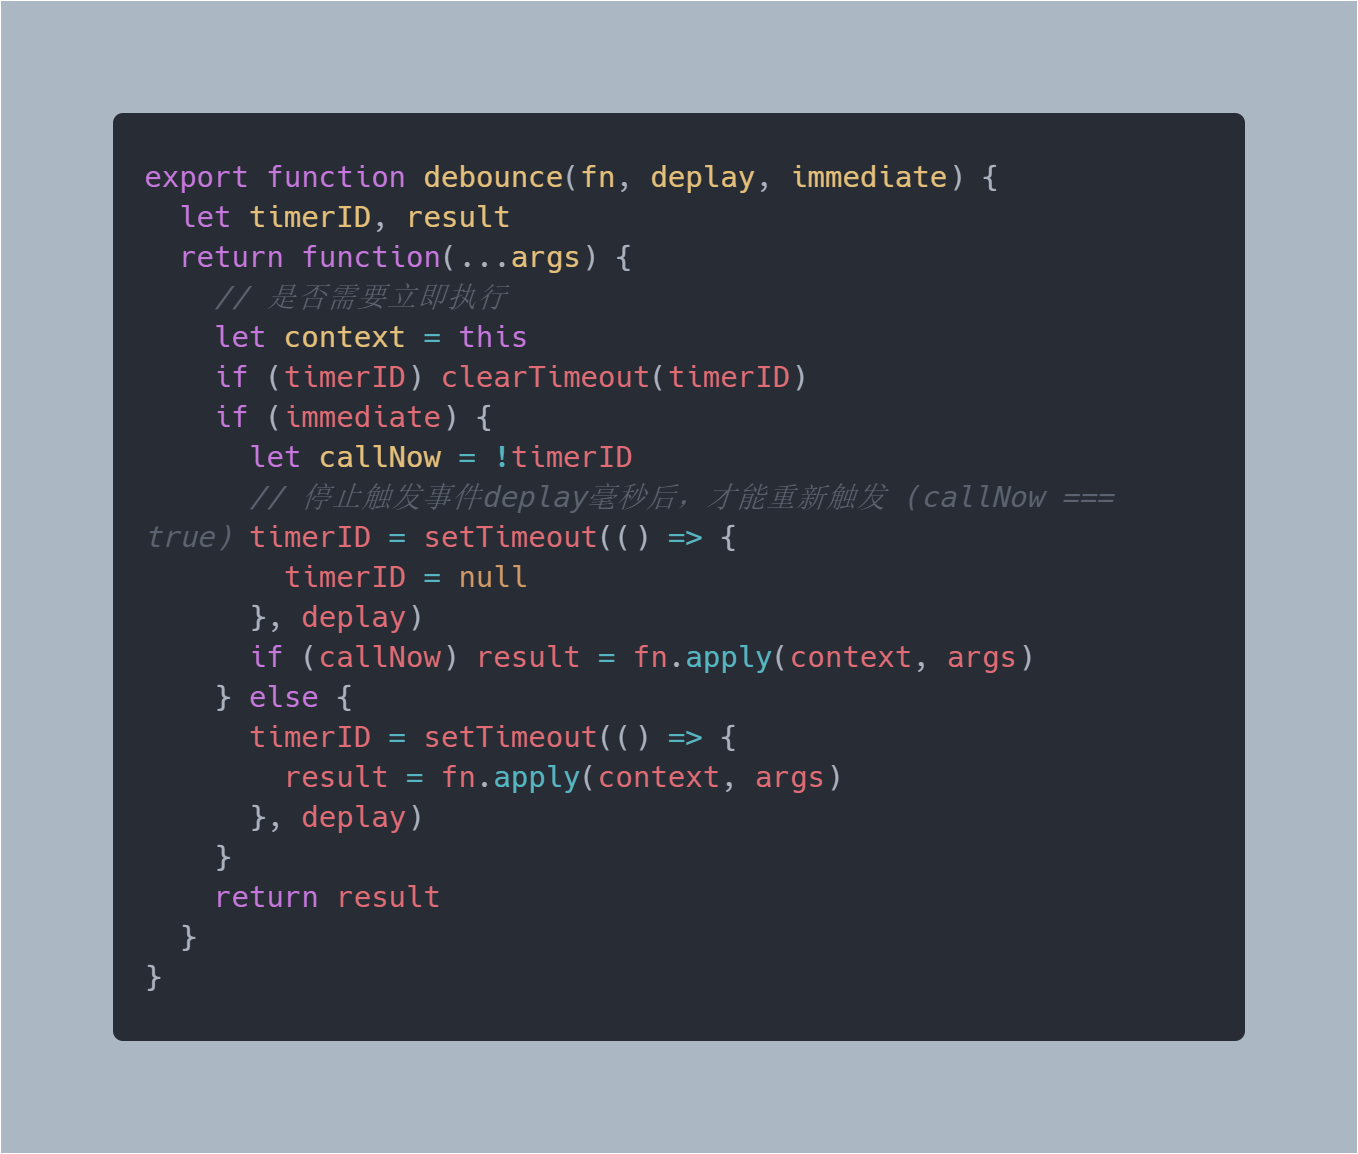 export function debounce(fn, deplay, immediate) {
  let timerID, result
  return function(...args) {
    // 是否需要立即执行
    let context = this
    if (timerID) clearTimeout(timerID)
    if (immediate) {
      let callNow = !timerID
      // 停止触发事件deplay毫秒后，才能重新触发 (callNow ===
true) timerID = setTimeout(() => {
        timerID = null
      }, deplay)
      if (callNow) result = fn.apply(context, args)
    } else {
      timerID = setTimeout(() => {
        result = fn.apply(context, args)
      }, deplay)
    }
    return result
  }
}